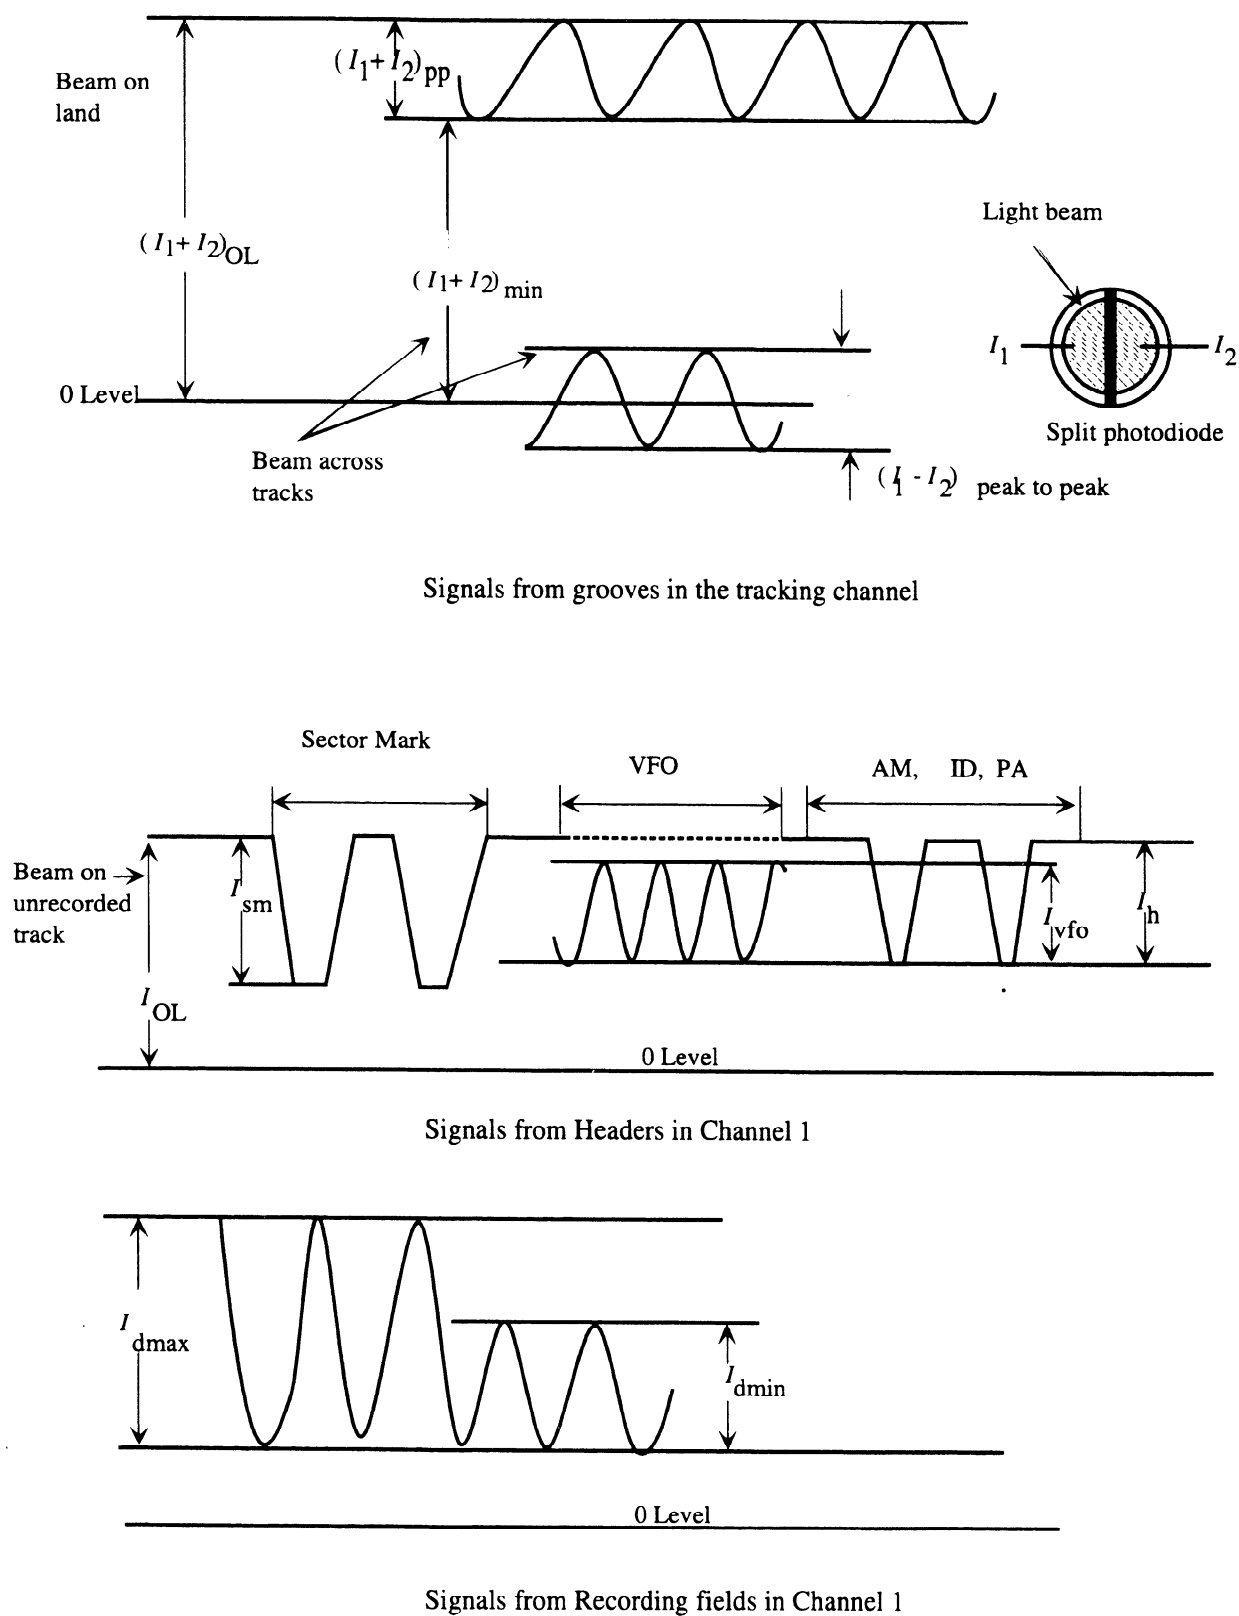 (I1+ I2)pp
Beam on
land
Light beam
(I1+ I2)OL
(I1+ I2)min
I1
I2
0 Level
Split photodiode
Beam across
tracks
(I1 - I2) peak to peak
Signals from grooves in the tracking channel
Sector Mark
VFO
AM, ID, PA
Beam on
unrecorded
track
Ism
Ivfo
Ih
IOL
0 Level
Signals from Headers in Channel 1
Idmax
Idmin
0 Level
Signals from Recording fields in Channel 1